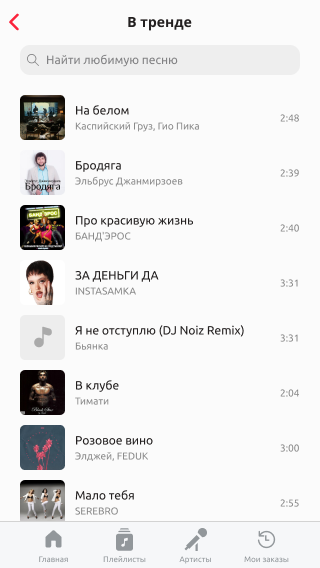 В тренде
Найти любимую песню
На белом
Каспийский Груз, Гио Пика
2:48
Бродяга
Эльбрус Джанмирзоев
2:39
Бродяга
Про красивую жизнь
БАНД'ЭРОС
2:40
БАНД'ЭРОС
ЗА ДЕНЬГИ ДА
INSTASAMKA
3:31
Я не отступлю (DJ Noiz Remix)
Бьянка
3:31
В клубе
Тимати
2:04
Розовое вино
Элджей, FEDUK
3:00
Мало тебя
SEREBRO
2:55
Главная
Плейлисты
Артисты
Мои заказы